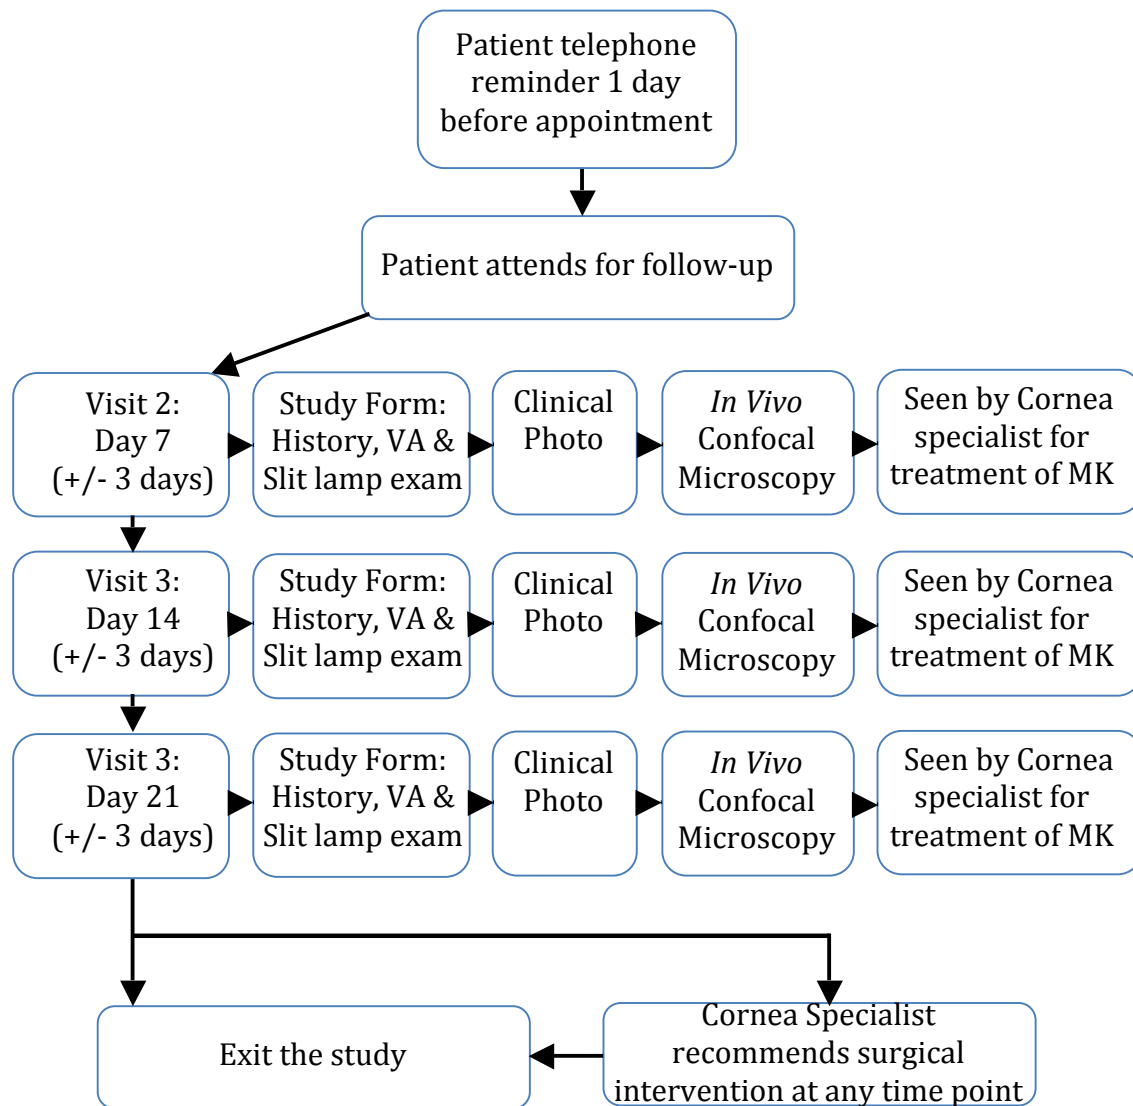 Patient telephone
reminder 1 day
before appointment
Patient attends for follow-up
Visit 2:
Day 7
(+/- 3 days)
Study Form:
History, VA &
Slit lamp exam
Clinical
Photo
In Vivo
Confocal
Microscopy
Seen by Cornea
specialist for
treatment of MK
Visit 3:
Day 14
(+/- 3 days)
Study Form:
History, VA &
Slit lamp exam
Clinical
Photo
In Vivo
Confocal
Microscopy
Seen by Cornea
specialist for
treatment of MK
Visit 3:
Day 21
(+/- 3 days)
Study Form:
History, VA &
Slit lamp exam
Clinical
Photo
In Vivo
Confocal
Microscopy
Seen by Cornea
specialist for
treatment of MK
Exit the study
Cornea Specialist
recommends surgical
intervention at any time point